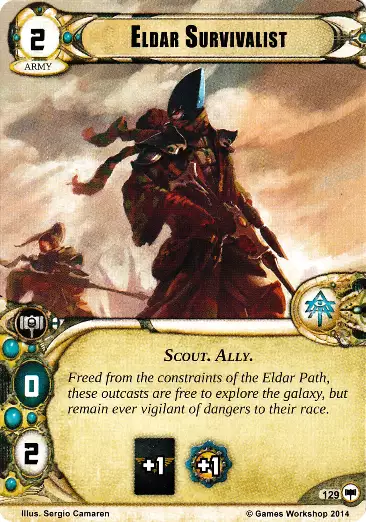 2
ELDAR SURVIVALIST
ARMY
SCOUT. ALLY.
Freed from the constraints of the Eldar Path,
these outcasts are free to explore the galaxy, but
remain ever vigilant of dangers to their race.
0
2
+1
+1
129
Illus. Sergio Camaren
© Games Workshop 2014